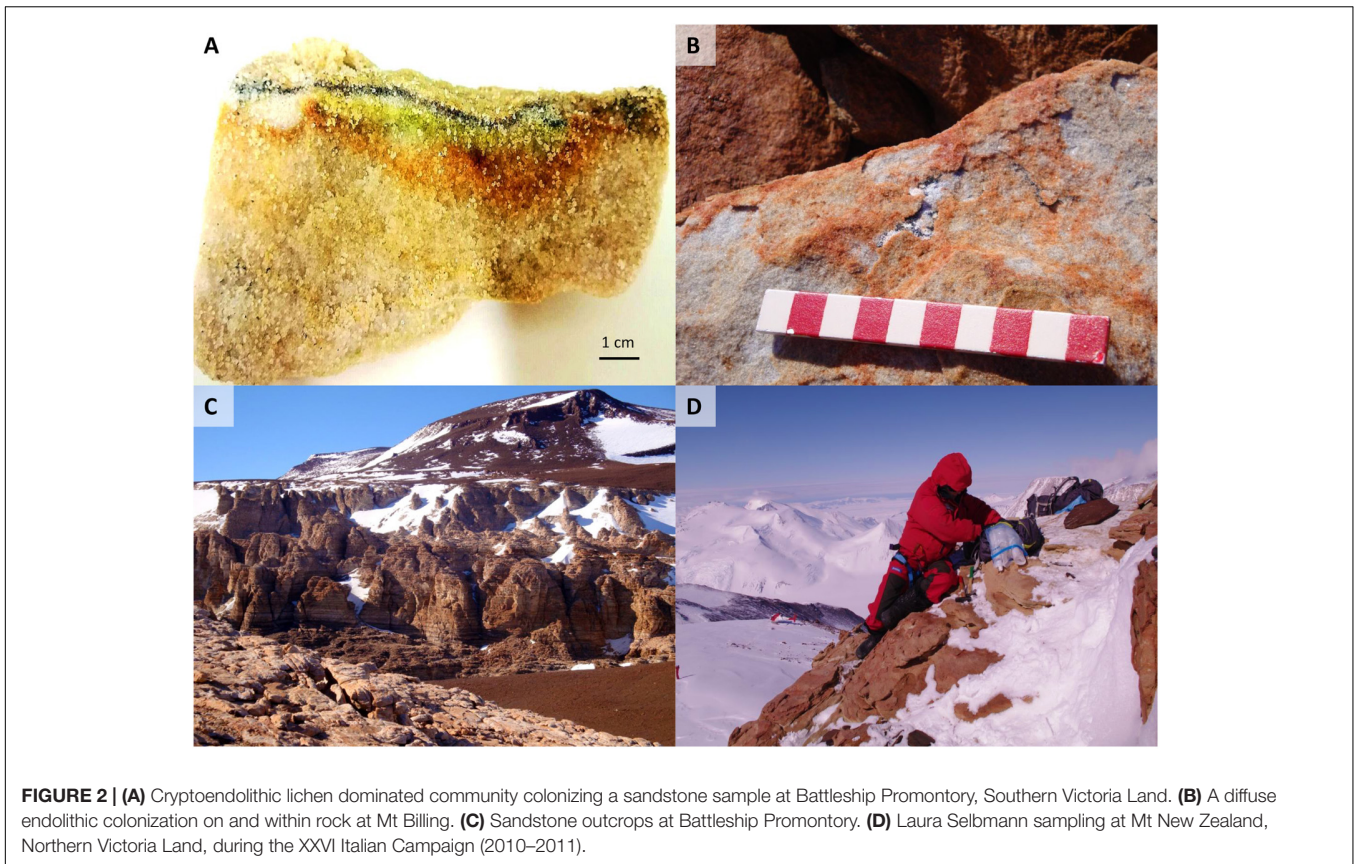 A
B
1 cm
C
D
FIGURE 2 | (A) Cryptoendolithic lichen dominated community colonizing a sandstone sample at Battleship Promontory, Southern Victoria Land. (B) A diffuse
endolithic colonization on and within rock at Mt Billing. (C) Sandstone outcrops at Battleship Promontory. (D) Laura Selbmann sampling at Mt New Zealand,
Northern Victoria Land, during the XXVI Italian Campaign (2010–2011).